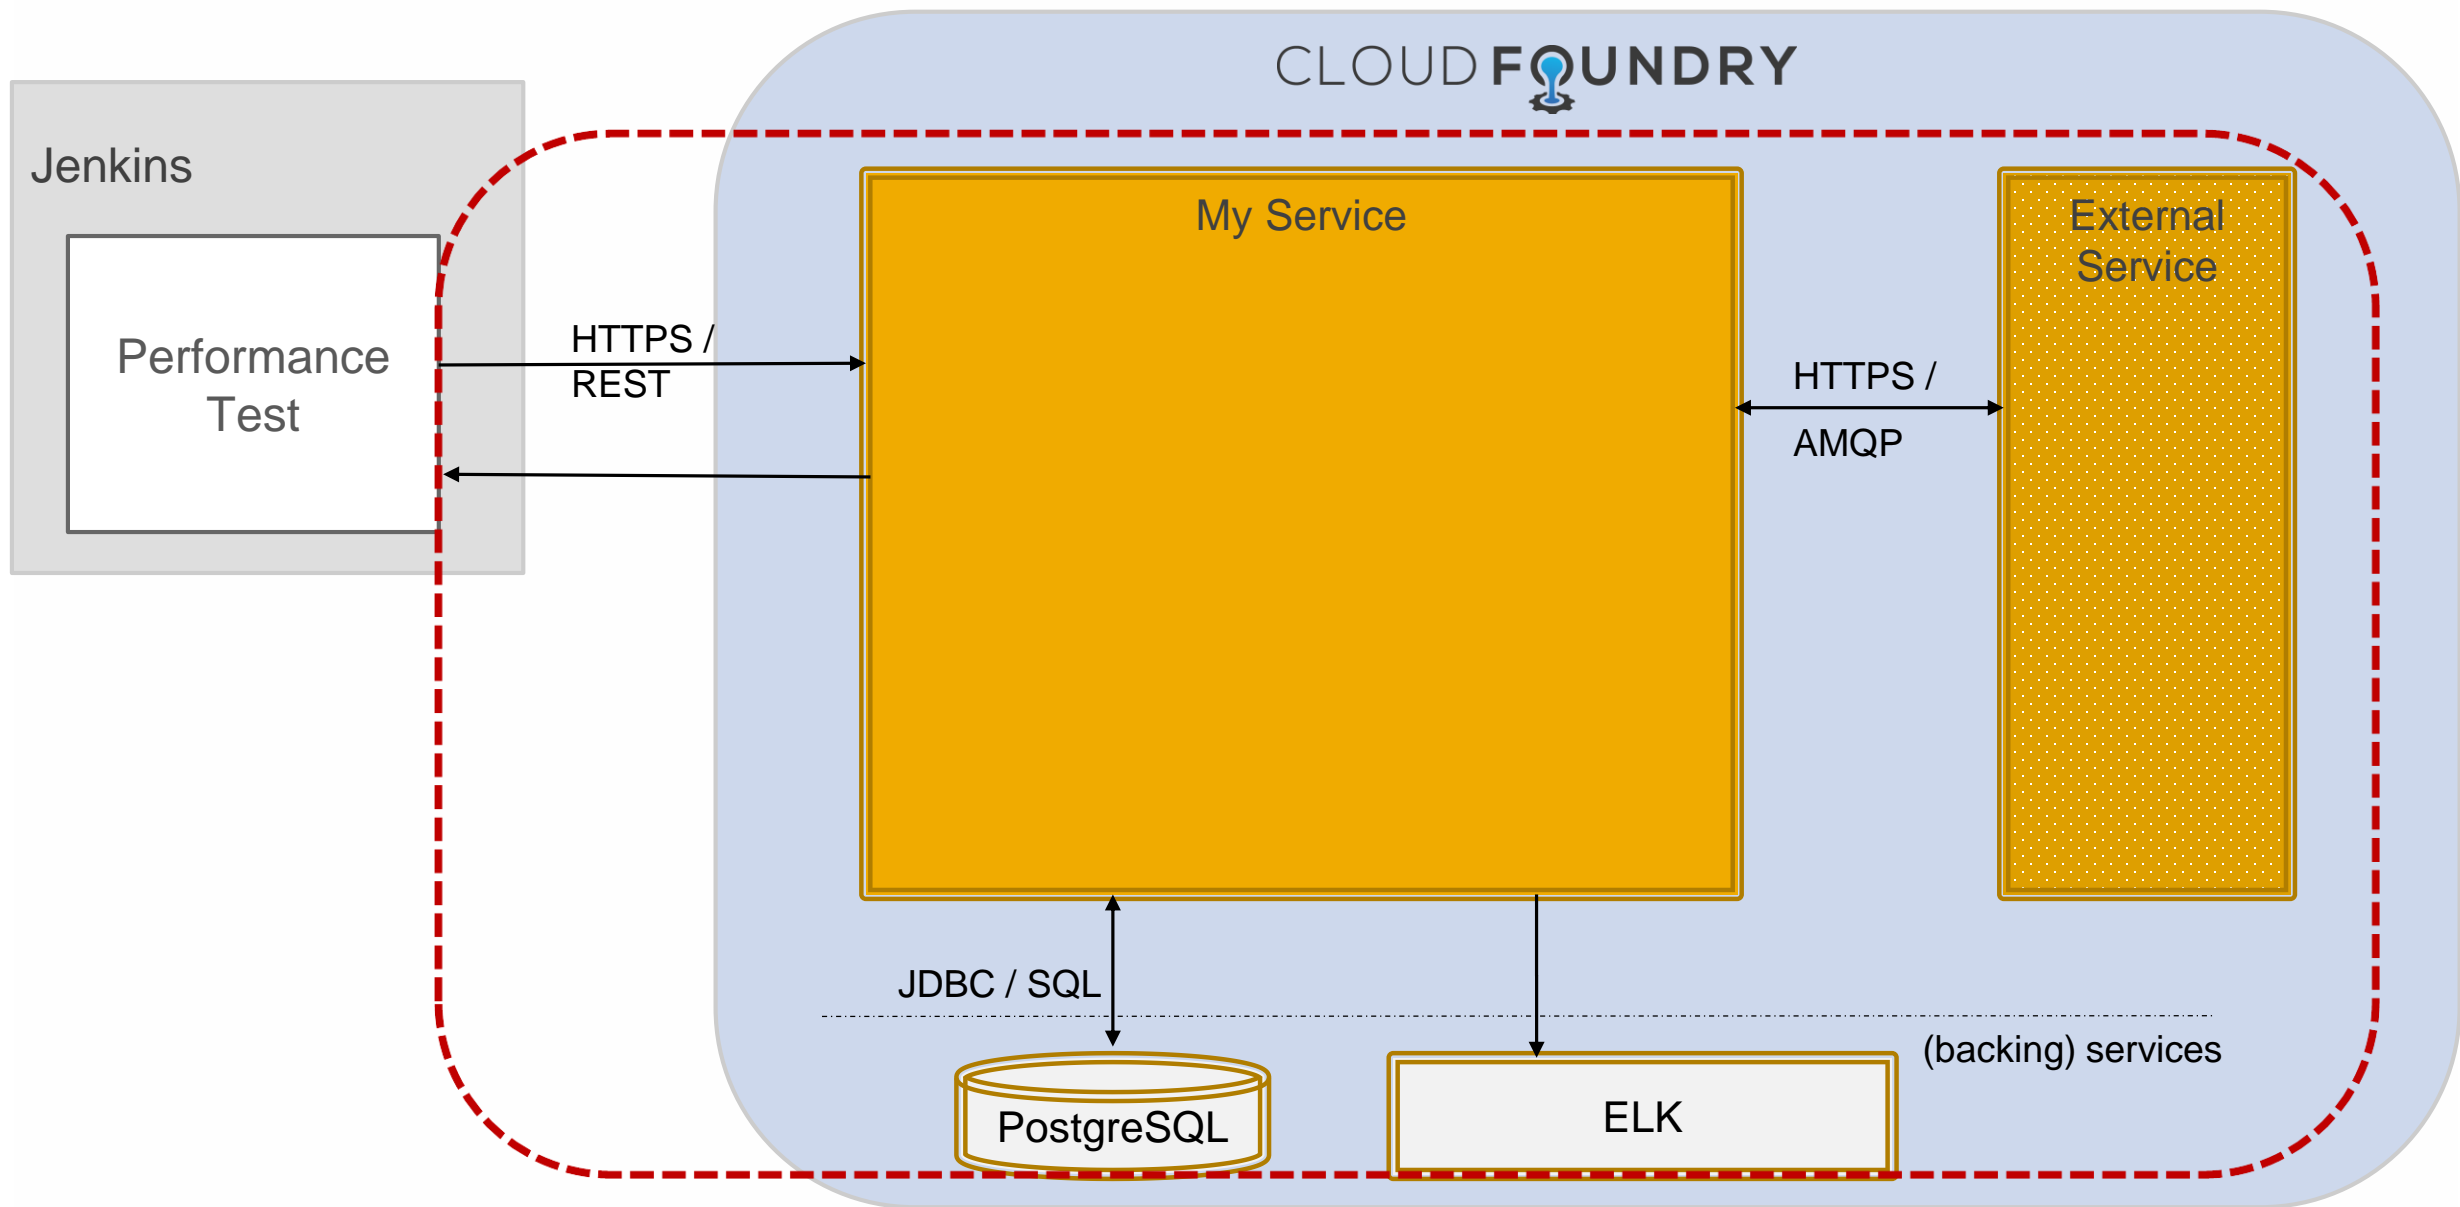 CLOUD FOUNDRY
Jenkins
Performance
Test
HTTPS /
REST
My Service
HTTPS /
AMQP
External
Service
JDBC / SQL
(backing) services
PostgreSQL
ELK